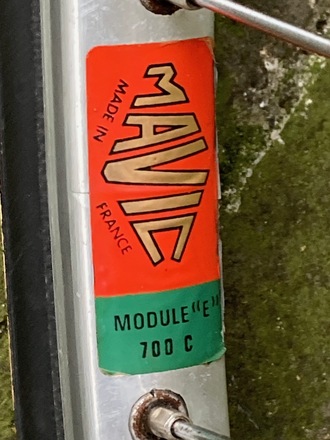 MAVIC
MADE IN FRANCE
MODULE "E"
700 C